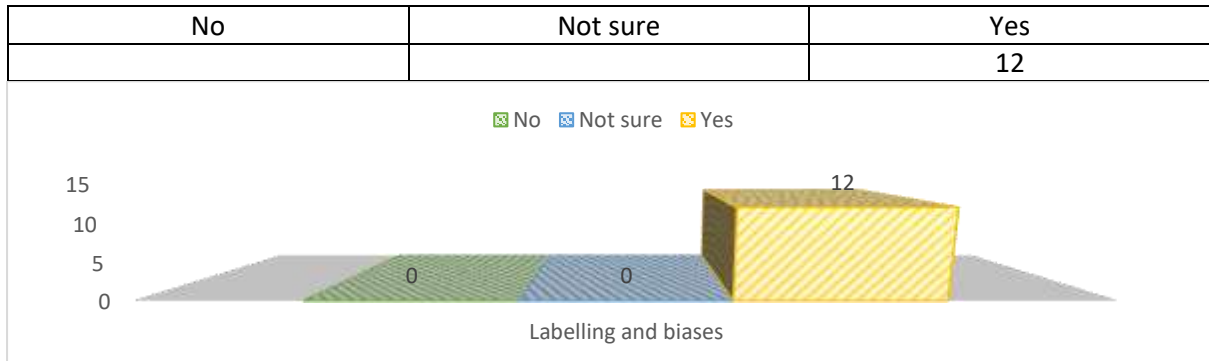 No Not sure Yes
12
No Not sure Yes
15
12
10
5
0 0
0
Labelling and biases